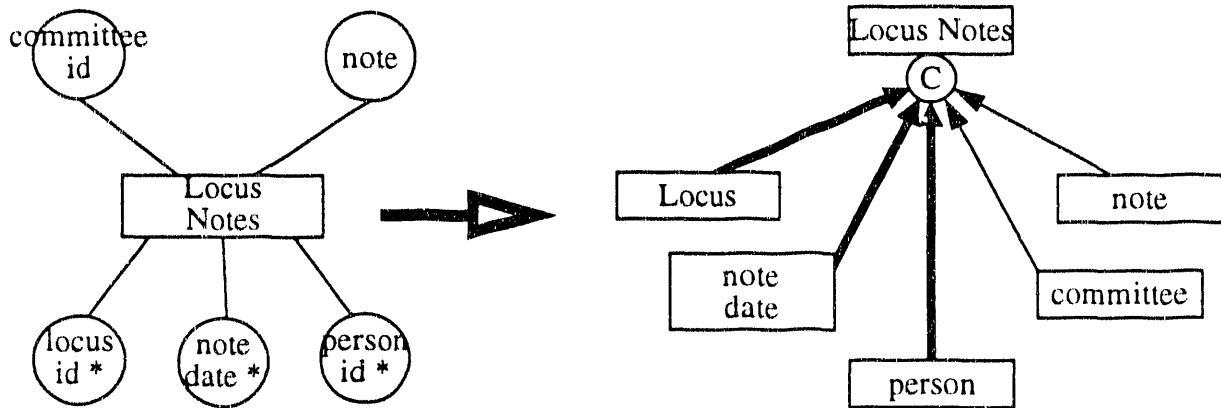 committee
id
note
Locus
Notes
locus
id *
note
date *
person
id *
Locus Notes
C
Locus
note
note
date
committee
person